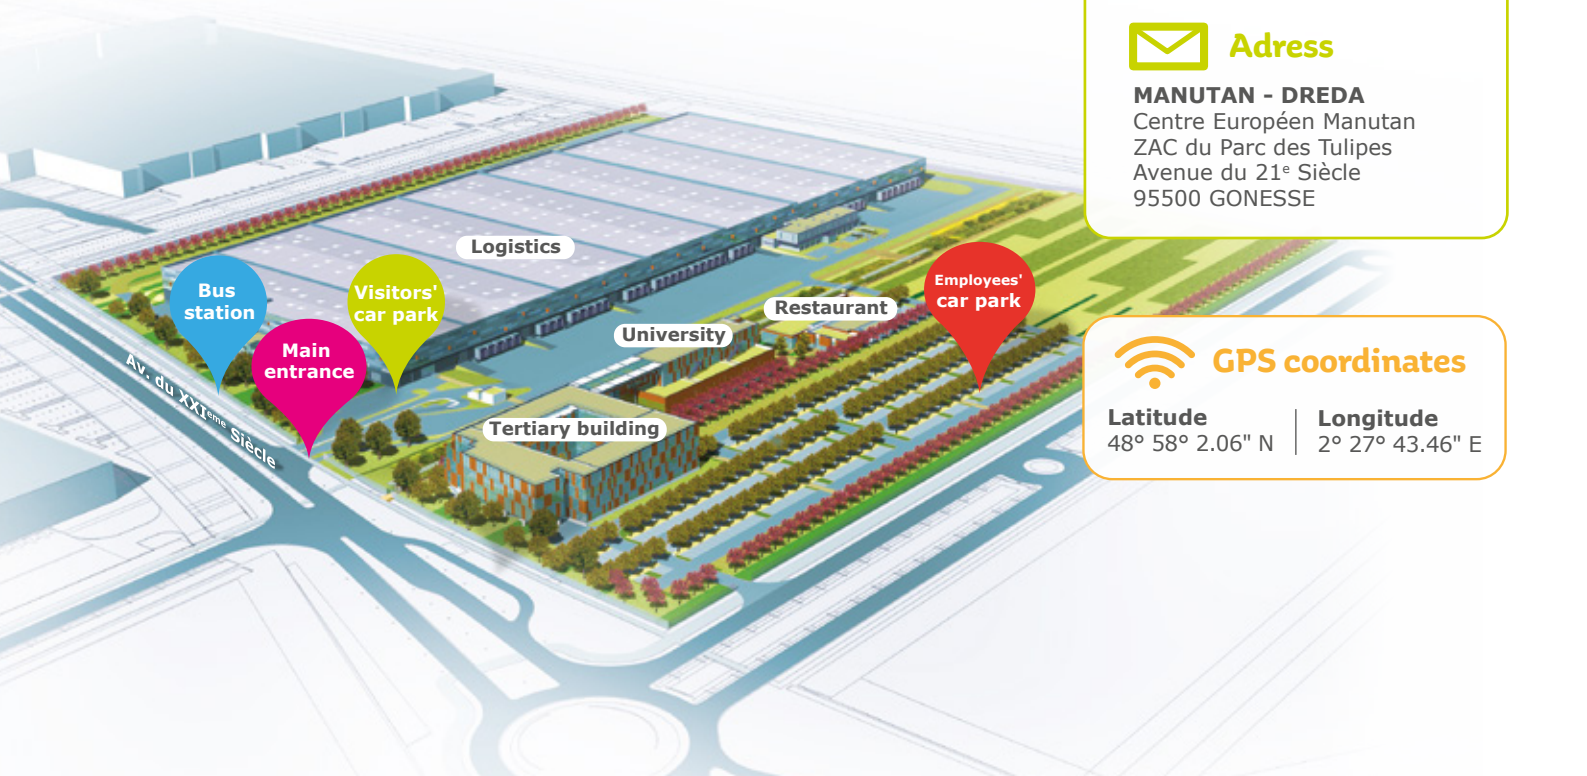 Adress
MANUTAN - DREDA
Centre Européen Manutan
ZAC du Parc des Tulipes
Avenue du 21e Siècle
95500 GONESSE
Logistics
Bus
station
Visitors'
car park
Employees'
car park
Restaurant
University
Main
entrance
Av. du XXIeme Siècle
Tertiary building
GPS coordinates
Latitude
48° 58° 2.06" N
Longitude
2° 27° 43.46" E